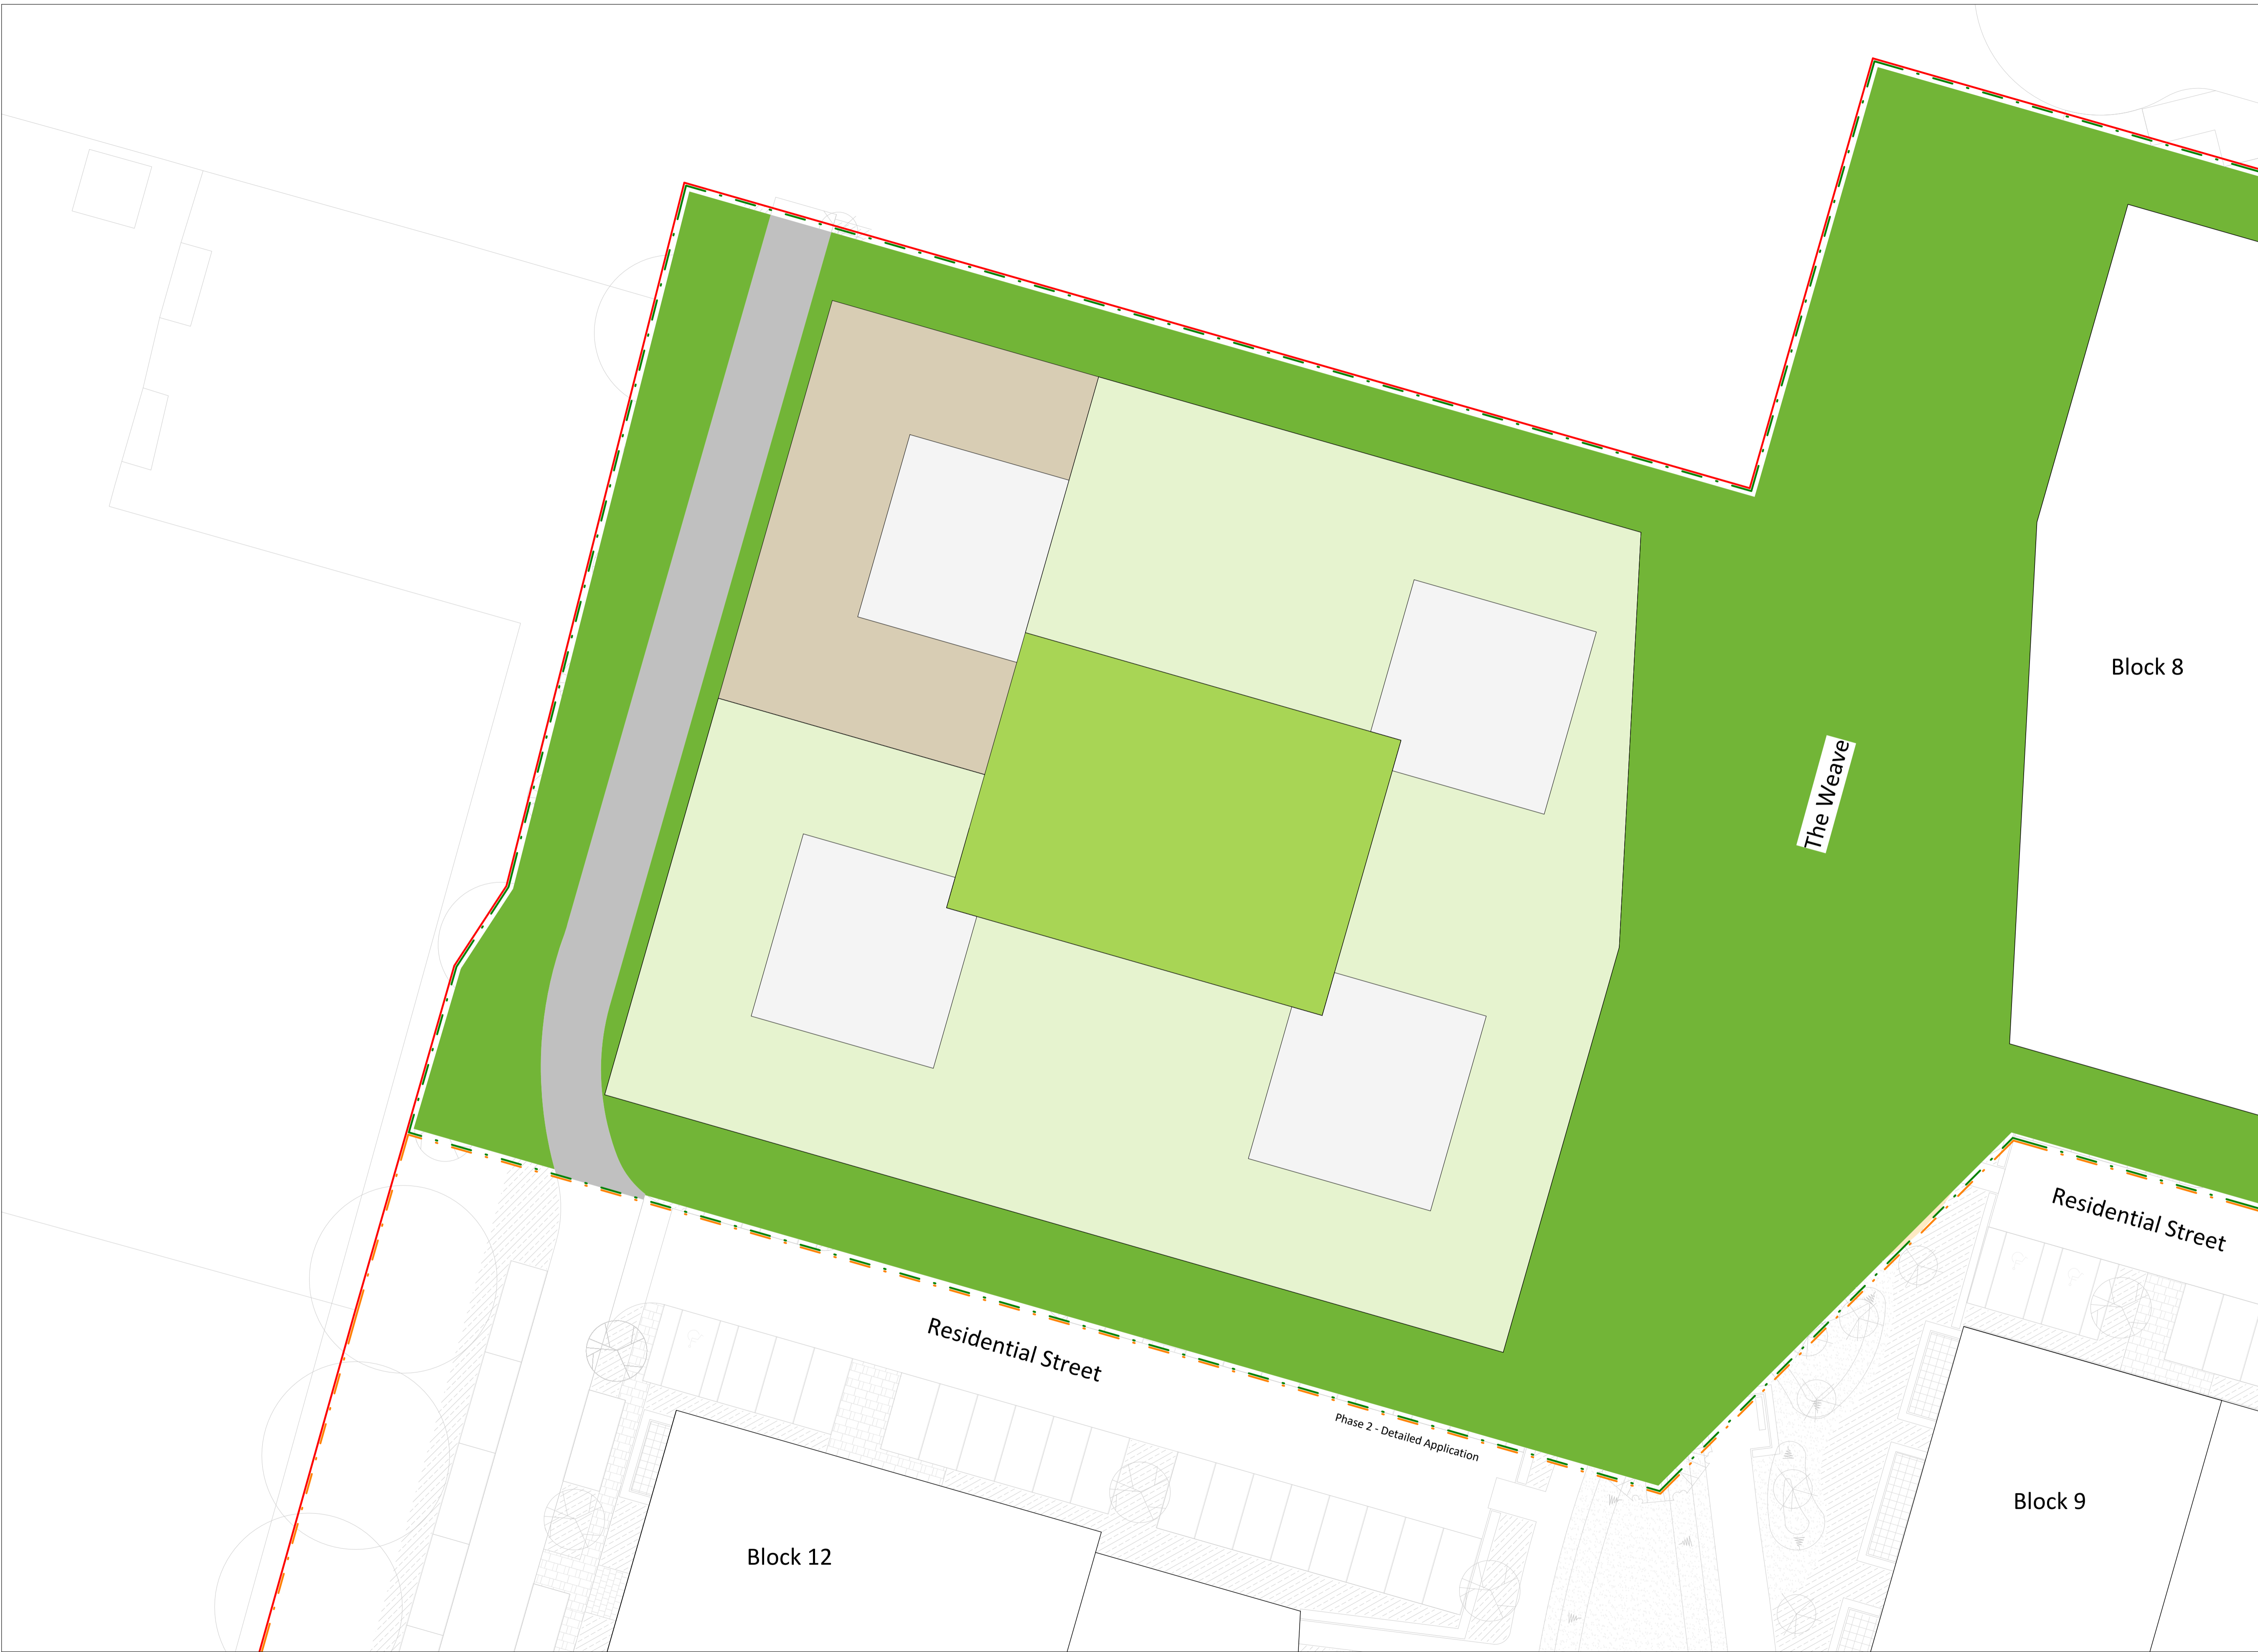 Block 8
The Weave
Residential Street
Residential Street
Phase 2 - Detailed Application
Block 9
Block 12